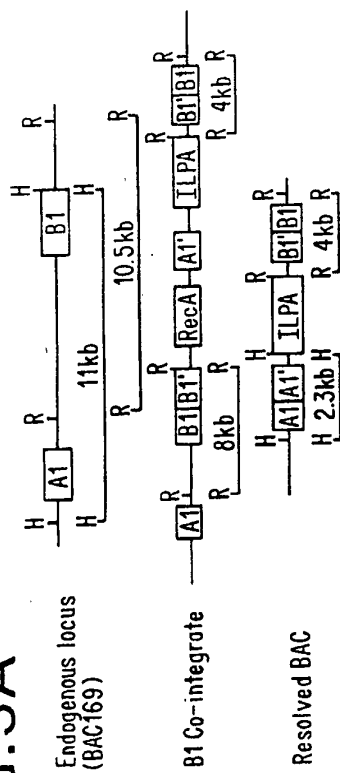 Endogenous locus
(BAC169)
H R H R
A1 B1
H H
11kb
R R
10.5kb
B1 Co-integrate
R R R
A1 B1 B1' RecA A1' ILPA B1' B1
R R R R
8kb 4kb
Resolved BAC
H H R R
A1 A1' ILPA B1' B1
H H R R
2.3kb 4kb